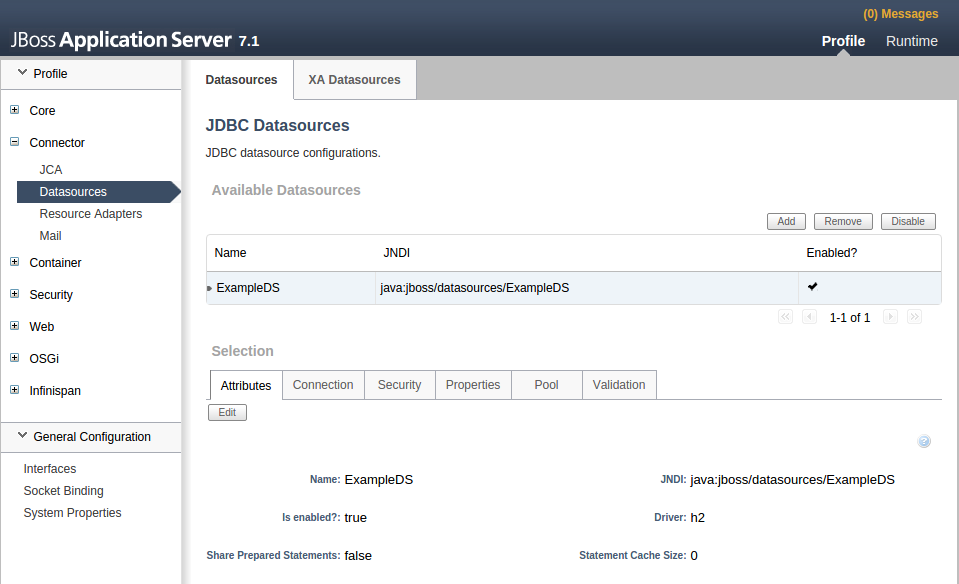 (0) Messages
JBoss Application Server 7.1
Profile Runtime
Profile
Core
Connector
JCA
Datasources
Resource Adapters
Mail
Container
Security
Web
OSGi
Infinispan
General Configuration
Interfaces
Socket Binding
System Properties
Datasources XA Datasources
JDBC Datasources
JDBC datasource configurations.
Available Datasources
Add Remove Disable
Name JNDI Enabled?
ExampleDS java:jboss/datasources/ExampleDS
1-1 of 1
Selection
Attributes Connection Security Properties Pool Validation
Edit
Name: ExampleDS JNDI: java:jboss/datasources/ExampleDS
Is enabled?: true Driver: h2
Share Prepared Statements: false Statement Cache Size: 0